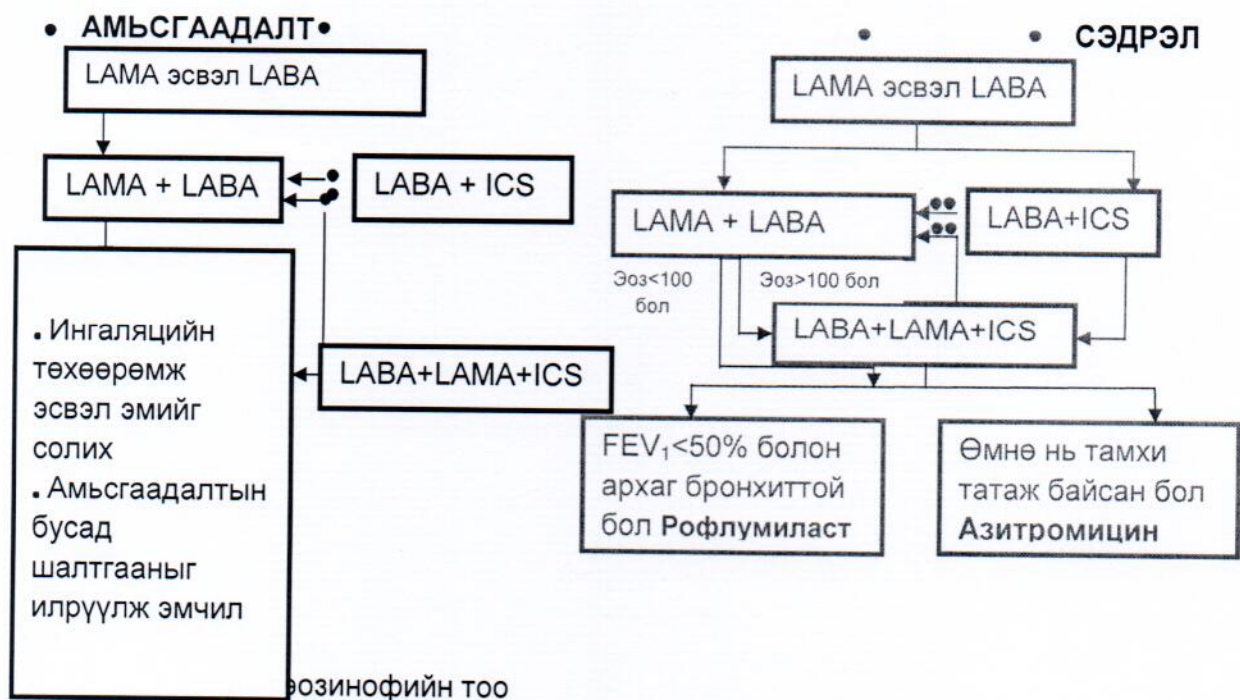 • АМЬСГААДАЛТ•
LAMA эсвэл LABA
LAMA + LABA
LABA + ICS
. Ингаляцийн
төхөөрөмж
эсвэл эмийг
солих
. Амьсгаадалтын
бусад
шалтгааныг
илрүүлж эмчил
LABA+LAMA+ICS
• • СЭДРЭЛ
LAMA эсвэл LABA
LAMA + LABA
LABA+ICS
Эоз<100
бол
Эоз>100 бол
LABA+LAMA+ICS
FEV₁<50% болон
архаг бронхиттой
бол Рофлумиласт
Өмнө нь тамхи
татаж байсан бол
Азитромицин
эозинофийн тоо